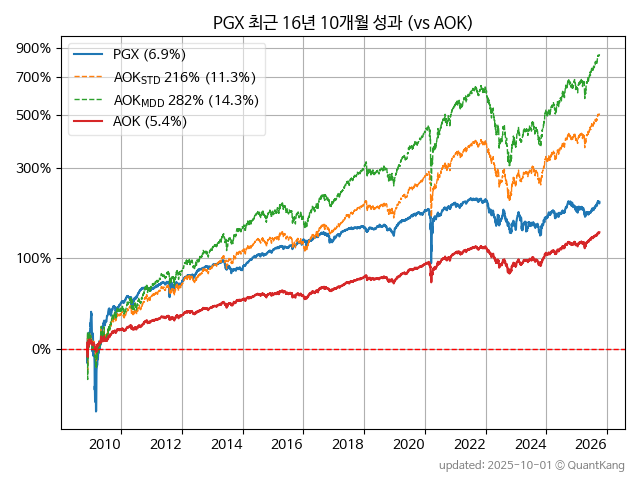 PGX 최근 16년 10개월 성과 (vs AOK)
900%
700%
500%
300%
100%
0%
PGX (6.9%)
AOK_STD 216% (11.3%)
AOK_MDD 282% (14.3%)
AOK (5.4%)
2010 2012 2014 2016 2018 2020 2022 2024 2026
updated: 2025-10-01 © QuantKang